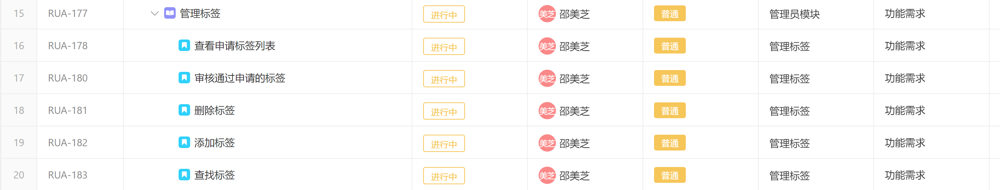 15 RUA-177 管理标签 进行中 美芝 邵美芝 普通 管理员模块 功能需求
16 RUA-178 查看申请标签列表 进行中 美芝 邵美芝 普通 管理标签 功能需求
17 RUA-180 审核通过申请的标签 进行中 美芝 邵美芝 普通 管理标签 功能需求
18 RUA-181 删除标签 进行中 美芝 邵美芝 普通 管理标签 功能需求
19 RUA-182 添加标签 进行中 美芝 邵美芝 普通 管理标签 功能需求
20 RUA-183 查找标签 进行中 美芝 邵美芝 普通 管理标签 功能需求